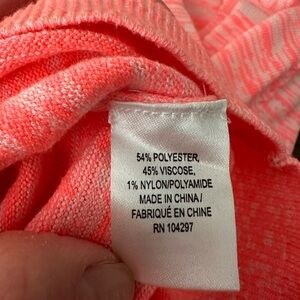 54% POLYESTER,
45% VISCOSE,
1% NYLON/POLYAMIDE
MADE IN CHINA/
FABRIQUÉ EN CHINE
RN 104297